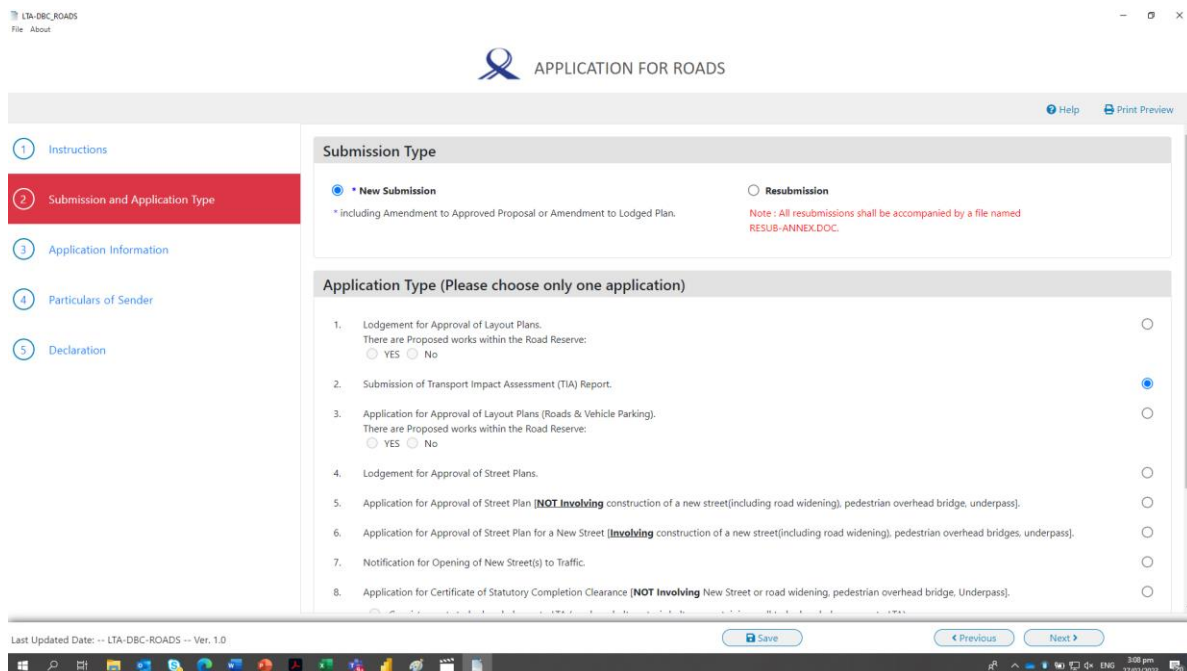 LTA-DBC_ROADS
File About
APPLICATION FOR ROADS
Help Print Preview
1 Instructions
2 Submission and Application Type
3 Application Information
4 Particulars of Sender
5 Declaration
Submission Type
* New Submission
* including Amendment to Approved Proposal or Amendment to Lodged Plan.
Resubmission
Note : All resubmissions shall be accompanied by a file named
RESUB-ANNEX.DOC.
Application Type (Please choose only one application)
1. Lodgement for Approval of Layout Plans.
There are Proposed works within the Road Reserve:
YES No
2. Submission of Transport Impact Assessment (TIA) Report.
3. Application for Approval of Layout Plans (Roads & Vehicle Parking).
There are Proposed works within the Road Reserve:
YES No
4. Lodgement for Approval of Street Plans.
5. Application for Approval of Street Plan [NOT Involving construction of a new street(including road widening), pedestrian overhead bridge, underpass].
6. Application for Approval of Street Plan for a New Street [Involving construction of a new street(including road widening), pedestrian overhead bridges, underpass].
7. Notification for Opening of New Street(s) to Traffic.
8. Application for Certificate of Statutory Completion Clearance [NOT Involving New Street or road widening, pedestrian overhead bridge, Underpass].
Last Updated Date: -- LTA-DBC-ROADS -- Ver. 1.0
Save
Previous
Next
ENG
3:08 pm